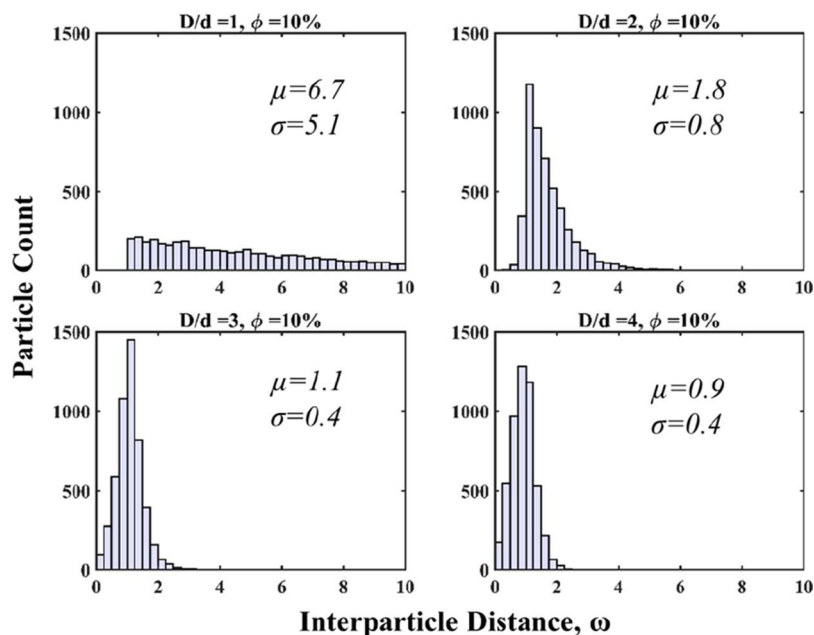 D/d =1, ϕ =10%
1500
1000
500
0
0 2 4 6 8 10
μ=6.7
σ=5.1
D/d =2, ϕ =10%
1500
1000
500
0
0 2 4 6 8 10
μ=1.8
σ=0.8
Particle Count
D/d =3, ϕ =10%
1500
1000
500
0
0 2 4 6 8 10
μ=1.1
σ=0.4
D/d =4, ϕ =10%
1500
1000
500
0
0 2 4 6 8 10
μ=0.9
σ=0.4
Interparticle Distance, ω